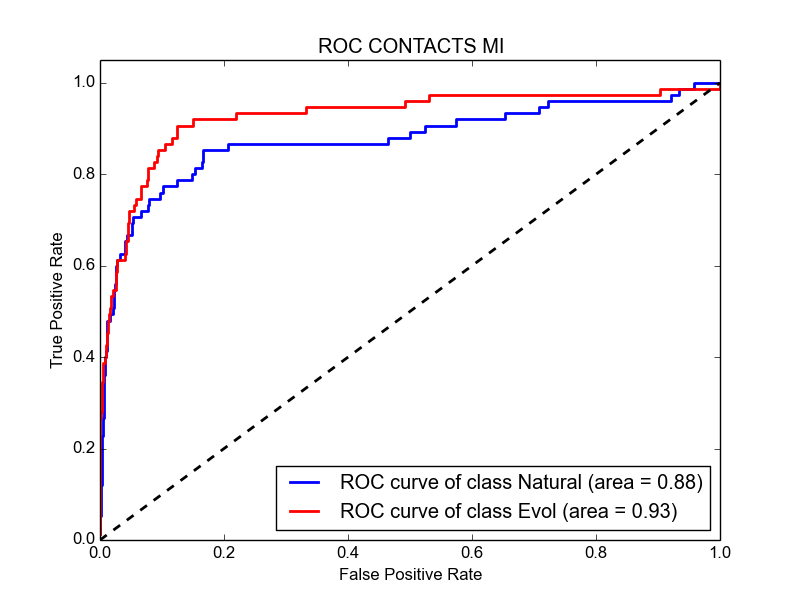 ROC CONTACTS MI
True Positive Rate
1.0
0.8
0.6
0.4
0.2
0.0
ROC curve of class Natural (area = 0.88)
ROC curve of class Evol (area = 0.93)
0.0 0.2 0.4 0.6 0.8 1.0
False Positive Rate